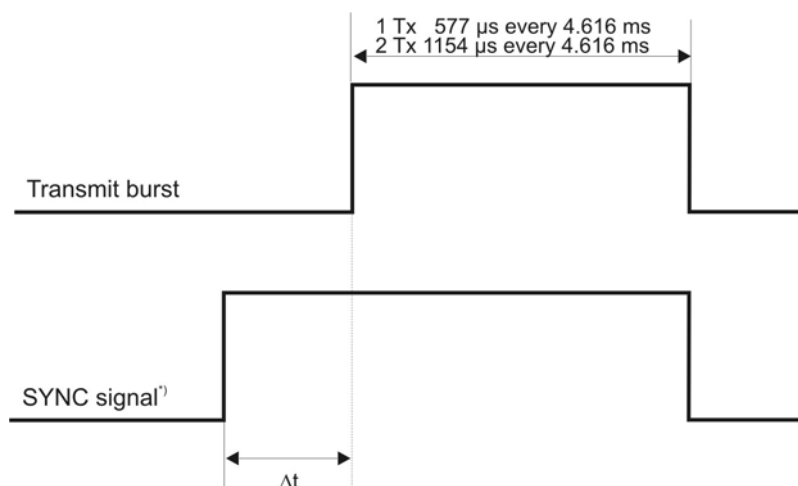 1 Tx 577 µs every 4.616 ms
2 Tx 1154 µs every 4.616 ms
Transmit burst
SYNC signal*)
Δt